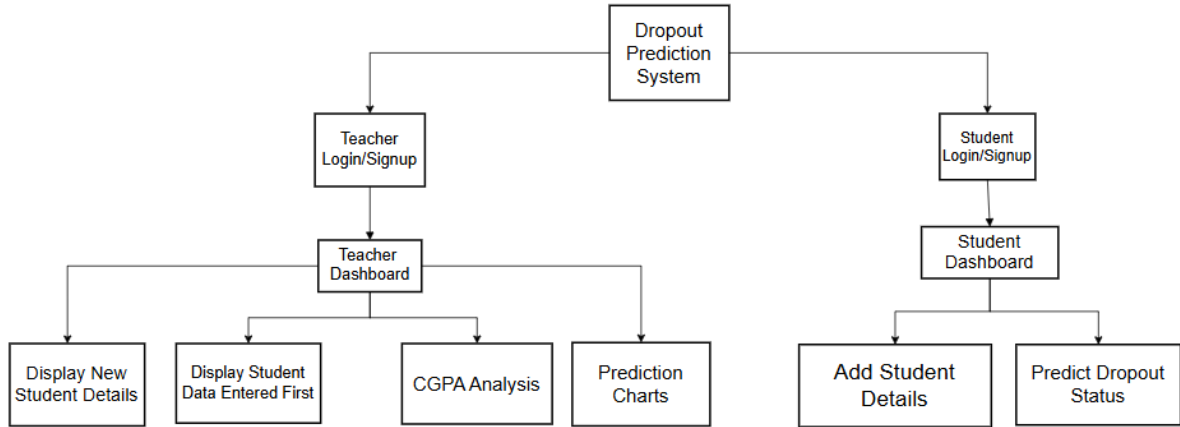 Dropout
Prediction
System
Teacher
Login/Signup
Student
Login/Signup
Teacher
Dashboard
Student
Dashboard
Display New
Student Details
Display Student
Data Entered First
CGPA Analysis
Prediction
Charts
Add Student
Details
Predict Dropout
Status